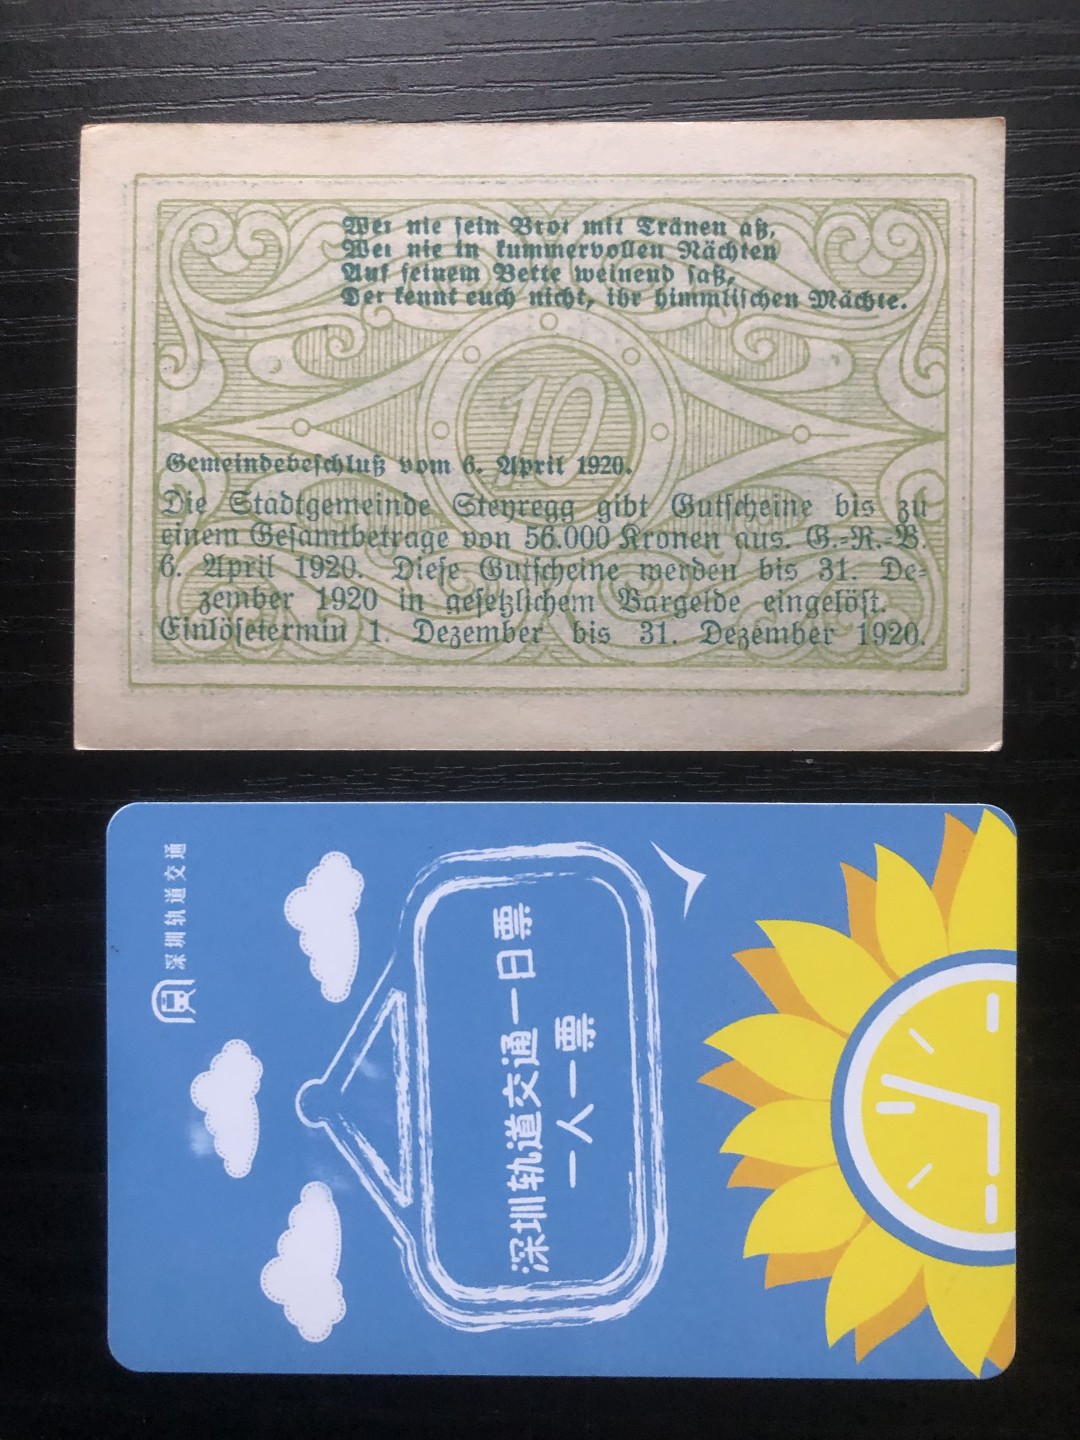 Wer nie sein Brot mit Tränen aß,
Wer nie in kummervollen Nächten
Auf seinem Bette weinend saß,
Der kennt euch nicht, ihr himmlischen Mächte.
10
Gemeindebeschluß vom 6. April 1920.
Die Stadtgemeinde Steyregg gibt Gutscheine bis zu
einem Gesamtbetrage von 56.000 Kronen aus. G.-R.-B.
6. April 1920. Diese Gutscheine werden bis 31. De-
zember 1920 in gesetzlichem Bargelde eingelöst.
Einlösetermin 1. Dezember bis 31. Dezember 1920.
深圳轨道交通
深圳轨道交通一日票
一人一票